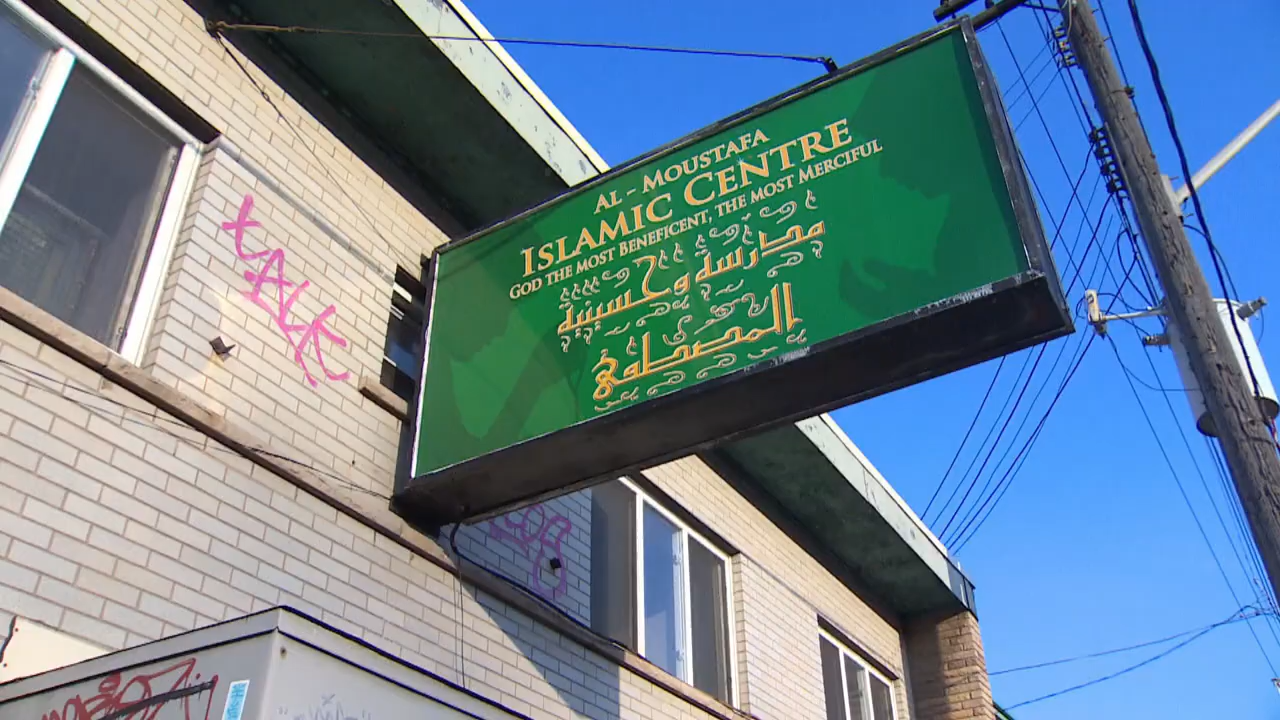 AL - MOUSTAFA
ISLAMIC CENTRE
GOD THE MOST BENEFICENT, THE MOST MERCIFUL
مدرسة وحسينية
المصطفى